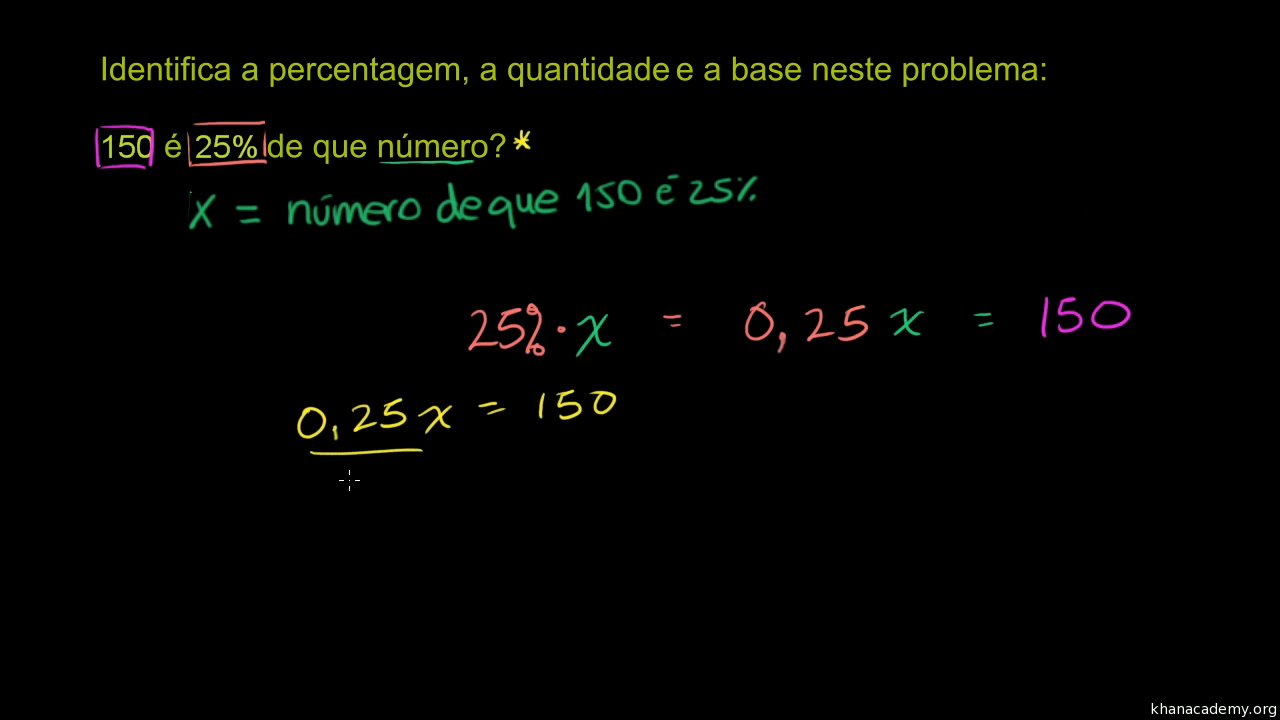 Identifica a percentagem, a quantidade e a base neste problema:
150 é 25% de que número? *
x = número de que 150 é 25%
25% · x = 0,25 x = 150
0,25 x = 150
khanacademy.org